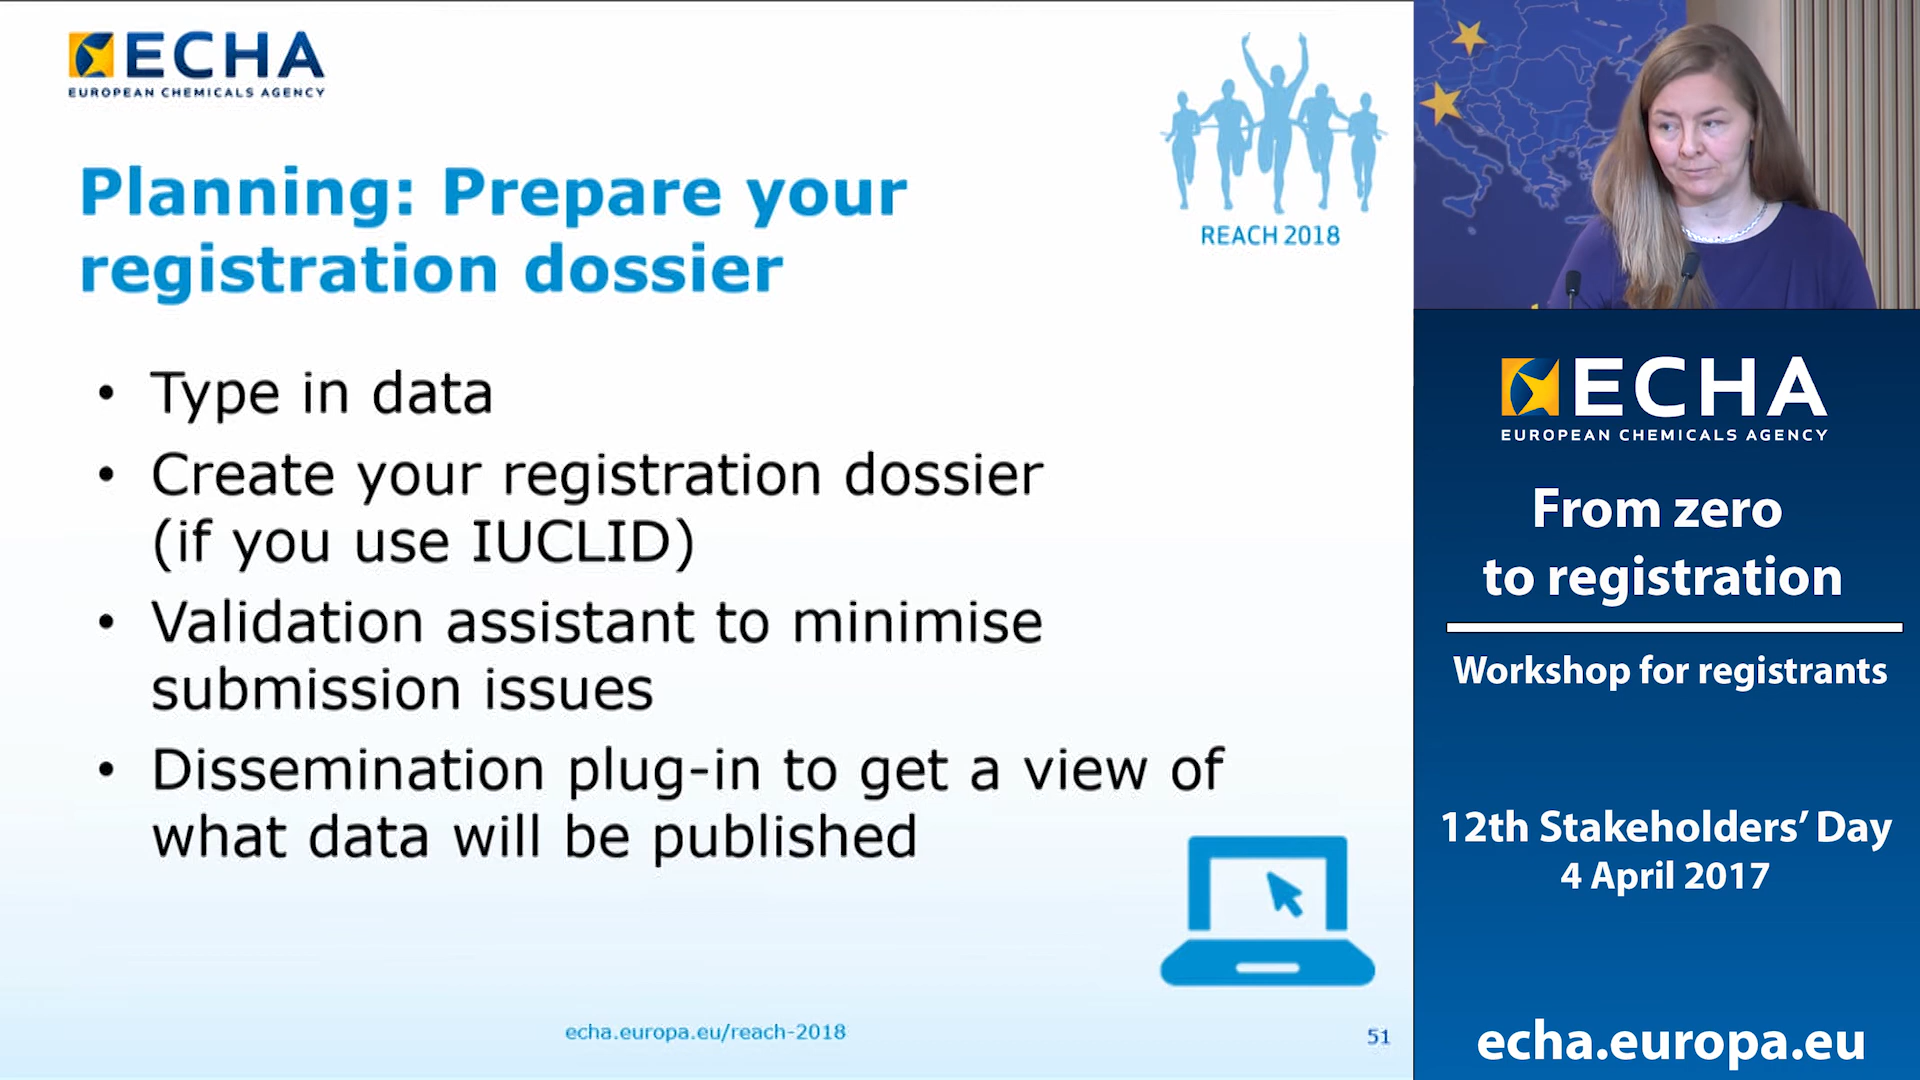 ECHA
EUROPEAN CHEMICALS AGENCY
REACH 2018
Planning: Prepare your
registration dossier
• Type in data
• Create your registration dossier
(if you use IUCLID)
• Validation assistant to minimise
submission issues
• Dissemination plug-in to get a view of
what data will be published
echa.europa.eu/reach-2018
51
ECHA
EUROPEAN CHEMICALS AGENCY
From zero
to registration
Workshop for registrants
12th Stakeholders’ Day
4 April 2017
echa.europa.eu